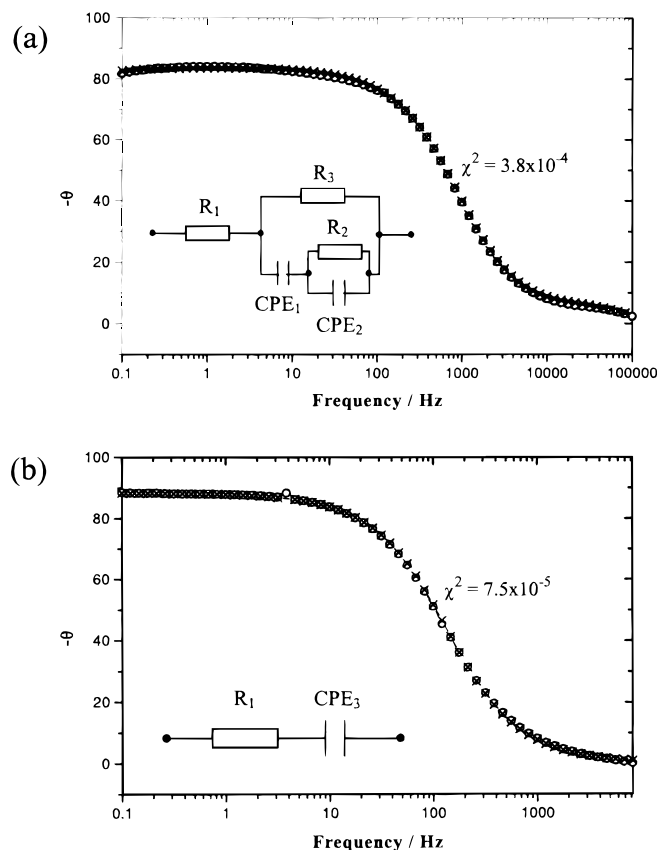 (a)
100
80
60
40
20
0
-θ
χ² = 3.8x10⁻⁴
R₃
R₁
R₂
CPE₁
CPE₂
0.1 1 10 100 1000 10000 100000
Frequency / Hz
(b)
100
80
60
40
20
0
-θ
χ² = 7.5x10⁻⁵
R₁ CPE₃
0.1 1 10 100 1000
Frequency / Hz